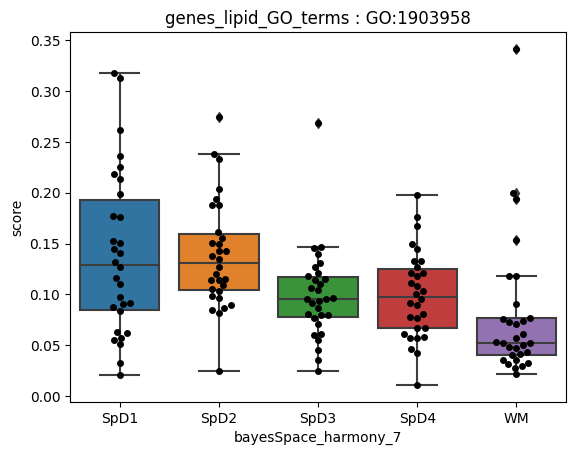 genes_lipid_GO_terms : GO:1903958
0.35
0.30
0.25
0.20
0.15
0.10
0.05
0.00
score
SpD1 SpD2 SpD3 SpD4 WM
bayesSpace_harmony_7